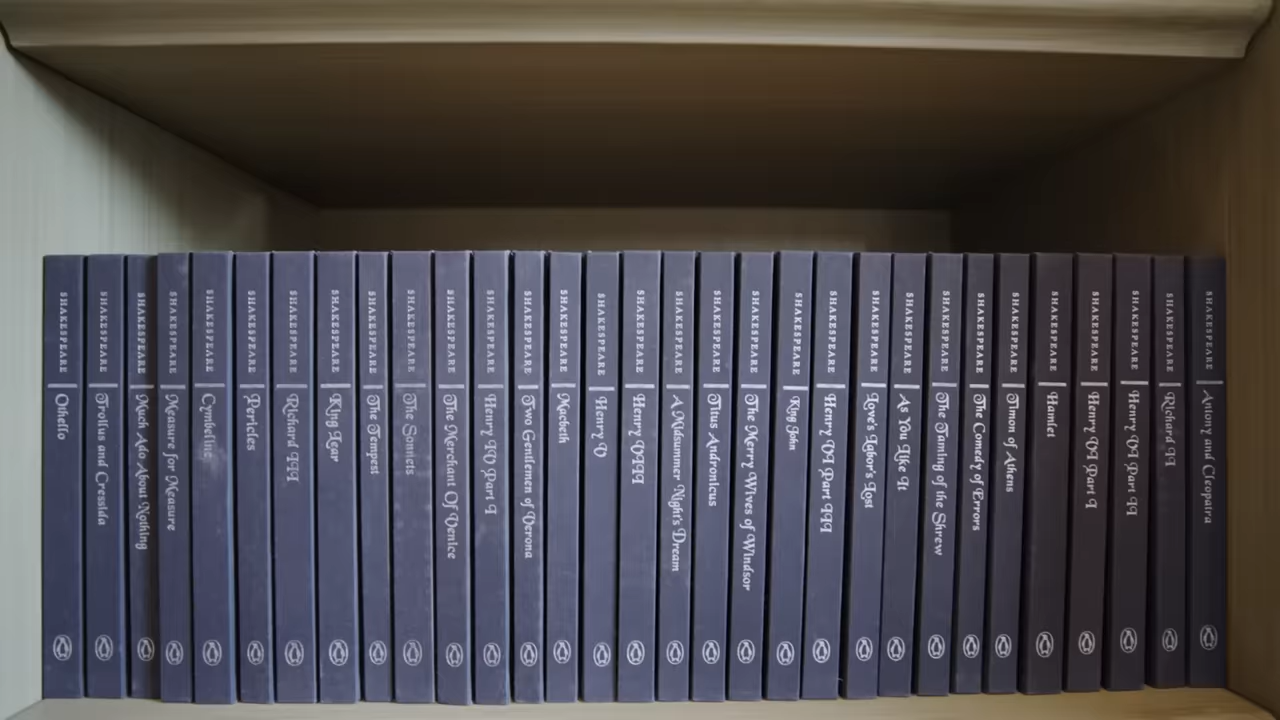 SHAKESPEARE Othello
SHAKESPEARE Troilus and Cressida
SHAKESPEARE Much Ado About Nothing
SHAKESPEARE Measure for Measure
SHAKESPEARE Cymbeline
SHAKESPEARE Pericles
SHAKESPEARE Richard III
SHAKESPEARE King Lear
SHAKESPEARE The Tempest
SHAKESPEARE The Sonnets
SHAKESPEARE The Merchant Of Venice
SHAKESPEARE Henry IV Part I
SHAKESPEARE Two Gentlemen of Verona
SHAKESPEARE Macbeth
SHAKESPEARE Henry V
SHAKESPEARE Henry VIII
SHAKESPEARE A Midsummer Night's Dream
SHAKESPEARE Titus Andronicus
SHAKESPEARE The Merry Wives of Windsor
SHAKESPEARE King John
SHAKESPEARE Henry VI Part III
SHAKESPEARE Love's Labor's Lost
SHAKESPEARE As You Like It
SHAKESPEARE The Taming of the Shrew
SHAKESPEARE The Comedy of Errors
SHAKESPEARE Timon of Athens
SHAKESPEARE Hamlet
SHAKESPEARE Henry VI Part I
SHAKESPEARE Henry VI Part II
SHAKESPEARE Richard II
SHAKESPEARE Antony and Cleopatra